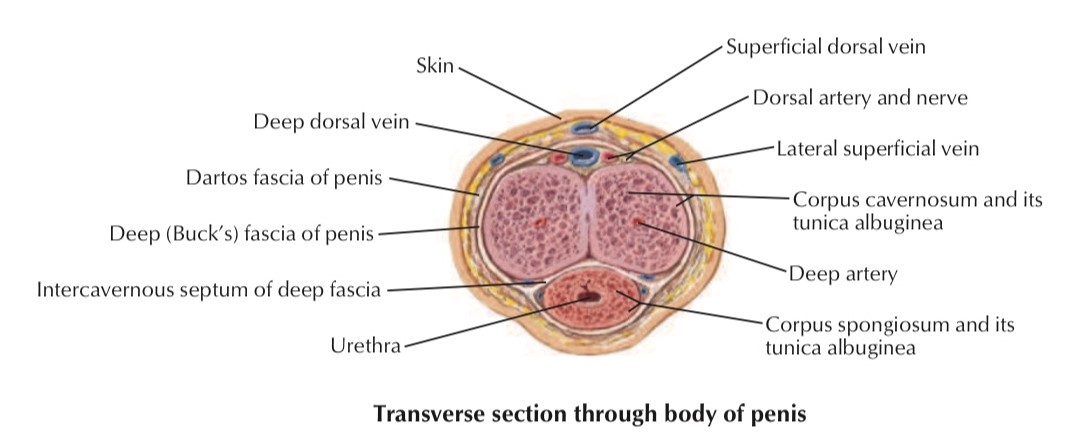 Skin
Superficial dorsal vein
Deep dorsal vein
Dorsal artery and nerve
Lateral superficial vein
Dartos fascia of penis
Corpus cavernosum and its
tunica albuginea
Deep (Buck’s) fascia of penis
Deep artery
Intercavernous septum of deep fascia
Corpus spongiosum and its
tunica albuginea
Urethra
Transverse section through body of penis